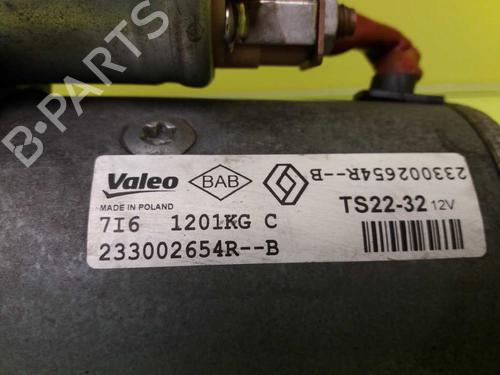 B-PARTS
Valeo
BAB
233002654R--B
MADE IN POLAND
TS22-32 12V
7I6 1201KG C
233002654R--B